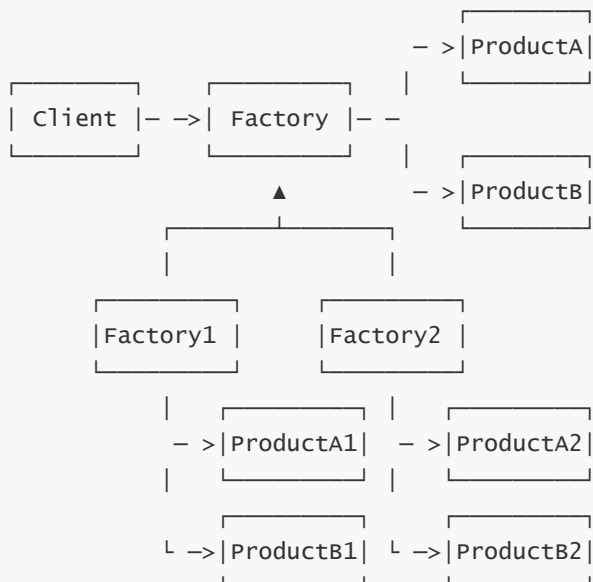 ProductA
Client Factory
ProductB
Factory1 Factory2
ProductA1 ProductA2
ProductB1 ProductB2